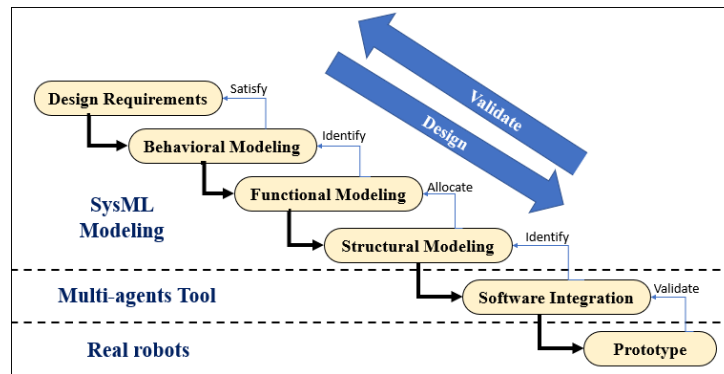 Design Requirements
Satisfy
Validate
Design
Behavioral Modeling
Identify
Functional Modeling
Allocate
SysML
Modeling
Structural Modeling
Identify
Multi-agents Tool
Software Integration
Validate
Real robots
Prototype